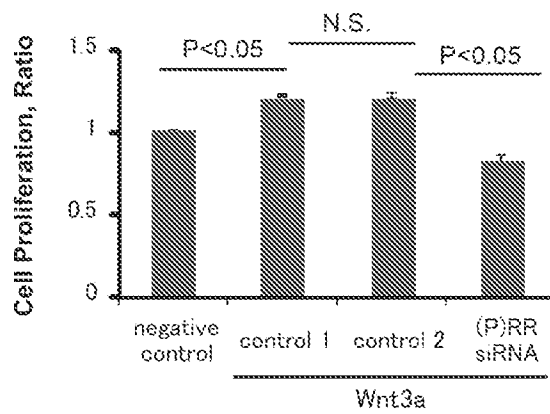 N.S.
P<0.05
P<0.05
Cell Proliferation, Ratio
1.5
1
0.5
0
negative control
control 1
control 2
(P)RR siRNA
Wnt3a